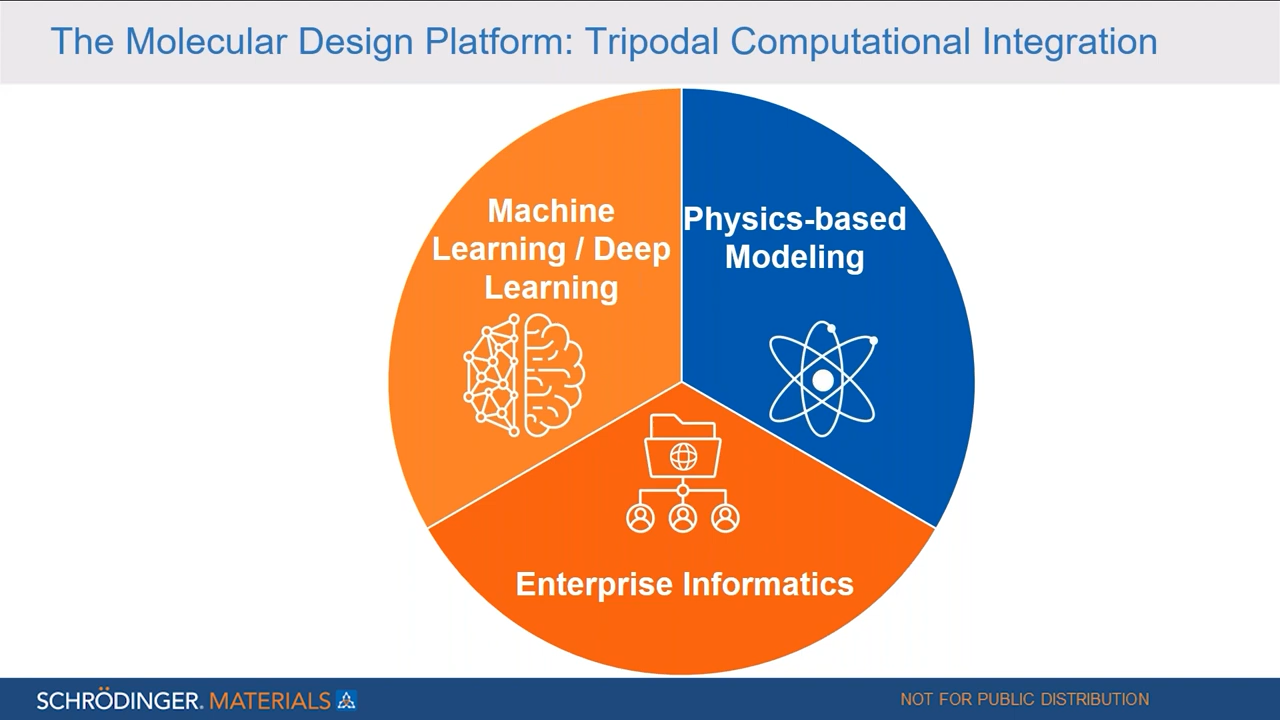 The Molecular Design Platform: Tripodal Computational Integration
Machine
Learning / Deep
Learning
Physics-based
Modeling
Enterprise Informatics
SCHRÖDINGER. MATERIALS
NOT FOR PUBLIC DISTRIBUTION